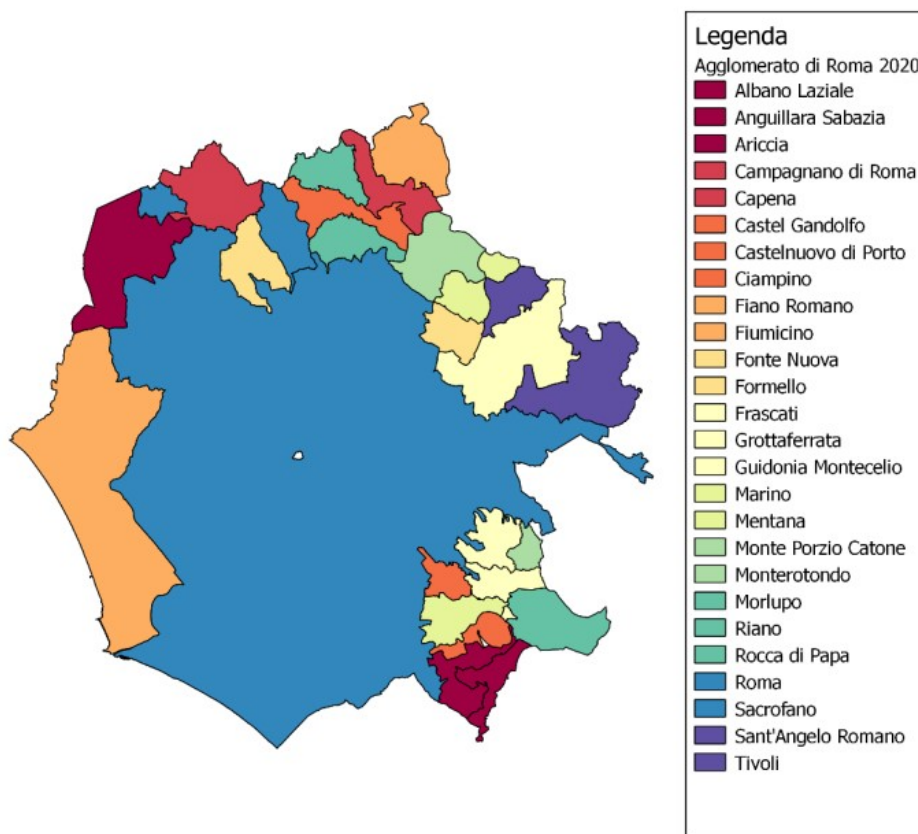 Legenda
Agglomerato di Roma 2020
Albano Laziale
Anguillara Sabazia
Ariccia
Campagnano di Roma
Capena
Castel Gandolfo
Castelnuovo di Porto
Ciampino
Fiano Romano
Fiumicino
Fonte Nuova
Formello
Frascati
Grottaferrata
Guidonia Montecelio
Marino
Mentana
Monte Porzio Catone
Monterotondo
Morlupo
Riano
Rocca di Papa
Roma
Sacrofano
Sant'Angelo Romano
Tivoli